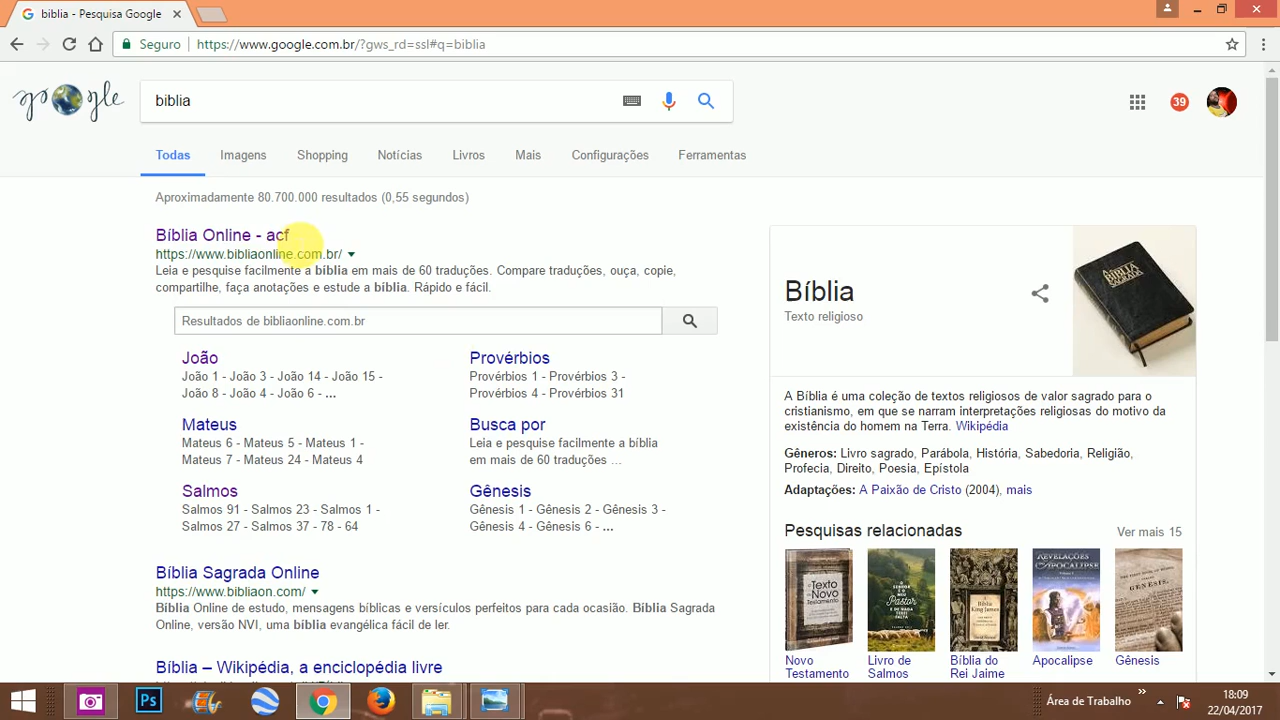 biblia - Pesquisa Google
Seguro
https://www.google.com.br/?gws_rd=ssl#q=biblia
biblia
39
Todas
Imagens
Shopping
Notícias
Livros
Mais
Configurações
Ferramentas
Aproximadamente 80.700.000 resultados (0,55 segundos)
Bíblia Online - acf
https://www.bibliaonline.com.br/
Leia e pesquise facilmente a bíblia em mais de 60 traduções. Compare traduções, ouça, copie,
compartilhe, faça anotações e estude a bíblia. Rápido e fácil.
Resultados de bibliaonline.com.br
João
João 1 - João 3 - João 14 - João 15 -
João 8 - João 4 - João 6 - ...
Provérbios
Provérbios 1 - Provérbios 3 -
Provérbios 4 - Provérbios 31
Mateus
Mateus 6 - Mateus 5 - Mateus 1 -
Mateus 7 - Mateus 24 - Mateus 4
Busca por
Leia e pesquise facilmente a bíblia
em mais de 60 traduções ...
Salmos
Salmos 91 - Salmos 23 - Salmos 1 -
Salmos 27 - Salmos 37 - 78 - 64
Gênesis
Gênesis 1 - Gênesis 2 - Gênesis 3 -
Gênesis 4 - Gênesis 6 - ...
Bíblia Sagrada Online
https://www.bibliaon.com/
Bíblia Online de estudo, mensagens bíblicas e versículos perfeitos para cada ocasião. Bíblia Sagrada
Online, versão NVI, uma bíblia evangélica fácil de ler.
Bíblia – Wikipédia, a enciclopédia livre
Bíblia
Texto religioso
A BÍBLIA
SAGRADA
A Bíblia é uma coleção de textos religiosos de valor sagrado para o
cristianismo, em que se narram interpretações religiosas do motivo da
existência do homem na Terra. Wikipédia
Gêneros: Livro sagrado, Parábola, História, Sabedoria, Religião,
Profecia, Direito, Poesia, Epístola
Adaptações: A Paixão de Cristo (2004), mais
Pesquisas relacionadas
Ver mais 15
Novo
Testamento
Livro de
Salmos
Bíblia do
Rei Jaime
Apocalipse
Gênesis
Ps
Área de Trabalho
18:09
22/04/2017